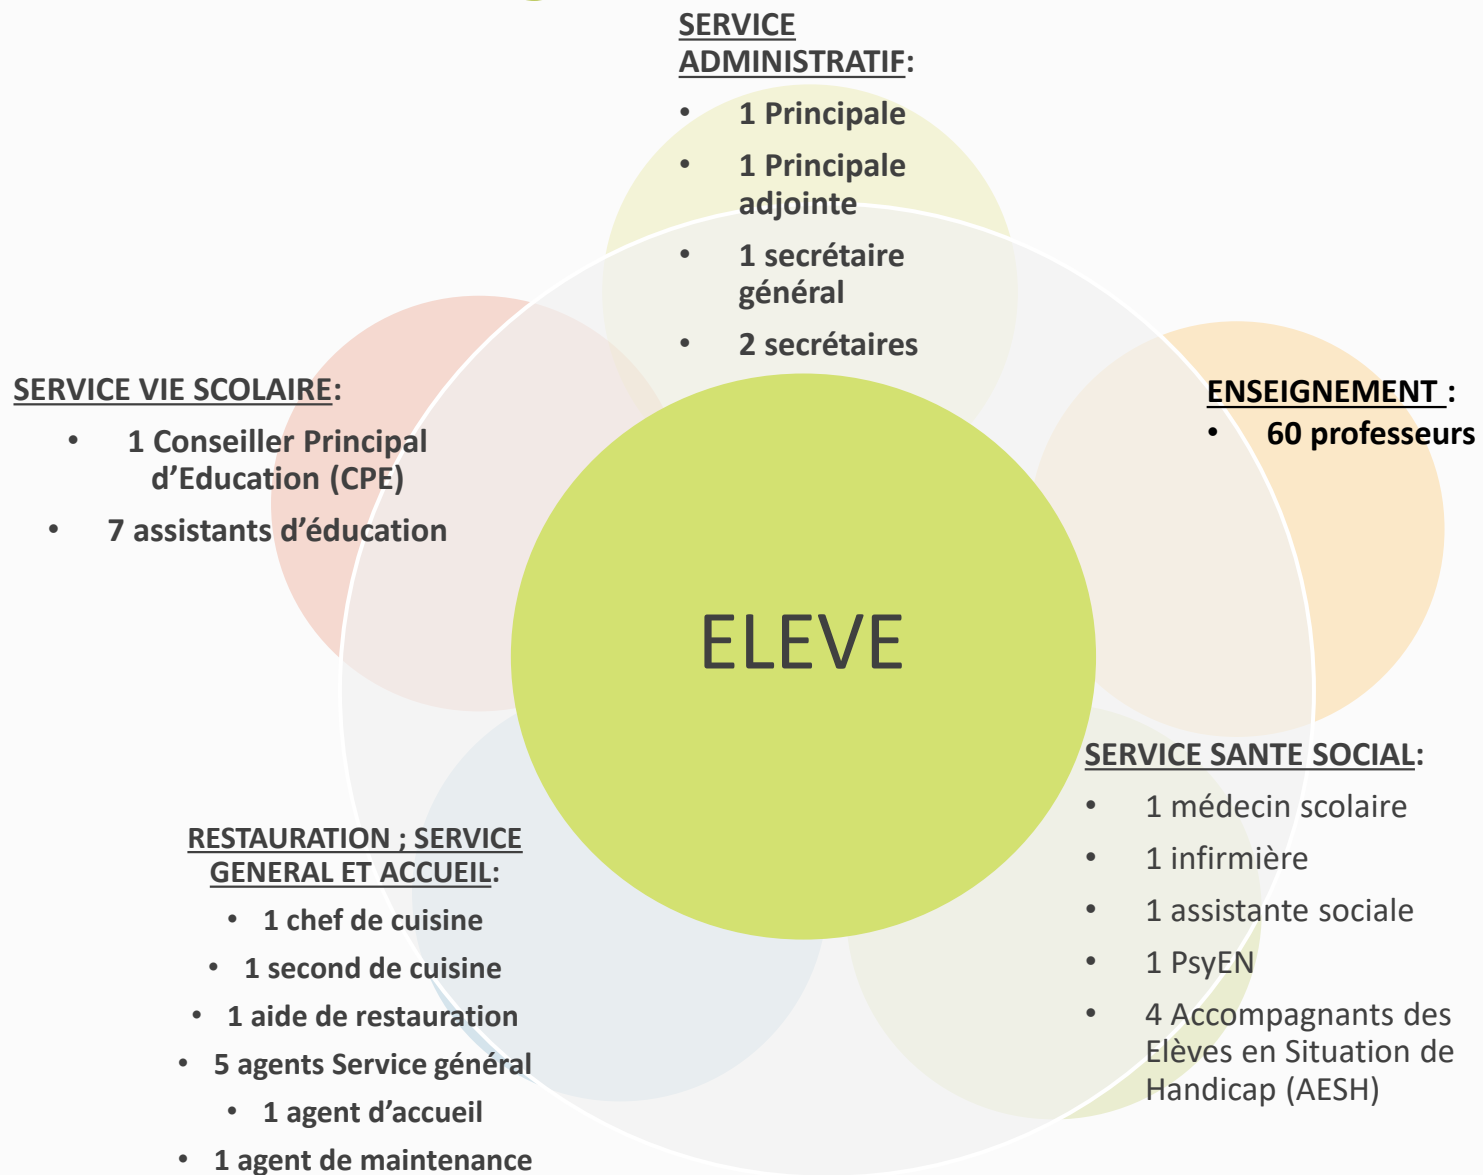 SERVICE
ADMINISTRATIF:
• 1 Principale
• 1 Principale
adjointe
• 1 secrétaire
général
• 2 secrétaires
SERVICE VIE SCOLAIRE:
• 1 Conseiller Principal
d’Education (CPE)
• 7 assistants d’éducation
ENSEIGNEMENT :
• 60 professeurs
ELEVE
SERVICE SANTE SOCIAL:
• 1 médecin scolaire
• 1 infirmière
• 1 assistante sociale
• 1 PsyEN
• 4 Accompagnants des
Elèves en Situation de
Handicap (AESH)
RESTAURATION ; SERVICE
GENERAL ET ACCUEIL:
• 1 chef de cuisine
• 1 second de cuisine
• 1 aide de restauration
• 5 agents Service général
• 1 agent d’accueil
• 1 agent de maintenance